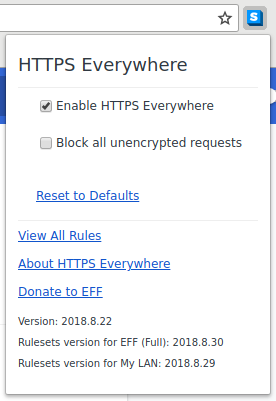 S
HTTPS Everywhere
Enable HTTPS Everywhere
Block all unencrypted requests
Reset to Defaults
View All Rules
About HTTPS Everywhere
Donate to EFF
Version: 2018.8.22
Rulesets version for EFF (Full): 2018.8.30
Rulesets version for My LAN: 2018.8.29